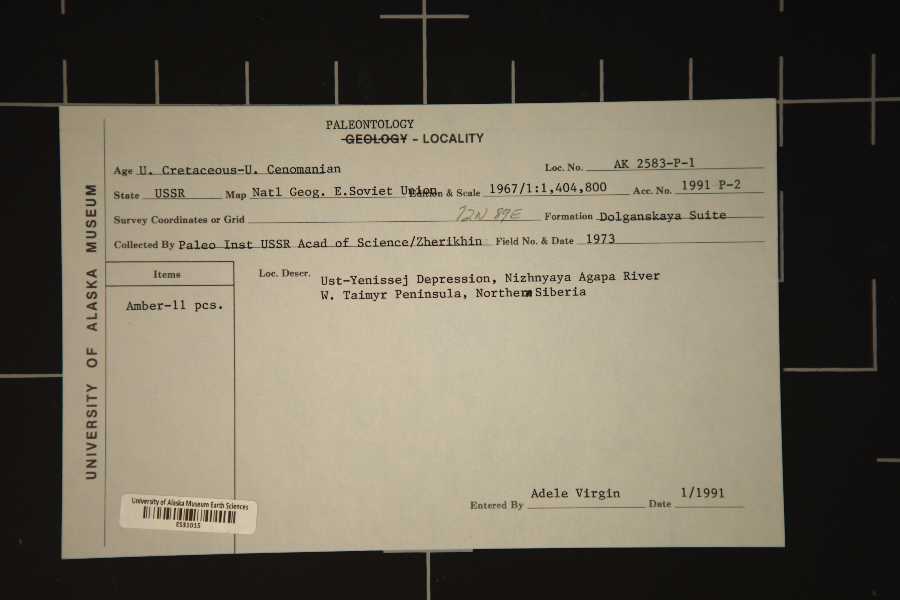 PALEONTOLOGY
GEOLOGY - LOCALITY
Age U. Cretaceous-U. Cenomanian Loc. No. AK 2583-P-1
State USSR Map Natl Geog. E.Soviet Union Edition & Scale 1967/1:1,404,800 Acc. No. 1991 P-2
Survey Coordinates or Grid 72N 89E Formation Dolganskaya Suite
Collected By Paleo Inst USSR Acad of Science/Zherikhin Field No. & Date 1973
Items
Amber-11 pcs.
Loc. Descr. Ust-Yenissej Depression, Nizhnyaya Agapa River
W. Taimyr Peninsula, Northern Siberia
Entered By Adele Virgin Date 1/1991
UNIVERSITY OF ALASKA MUSEUM
University of Alaska Museum Earth Sciences
ES31015